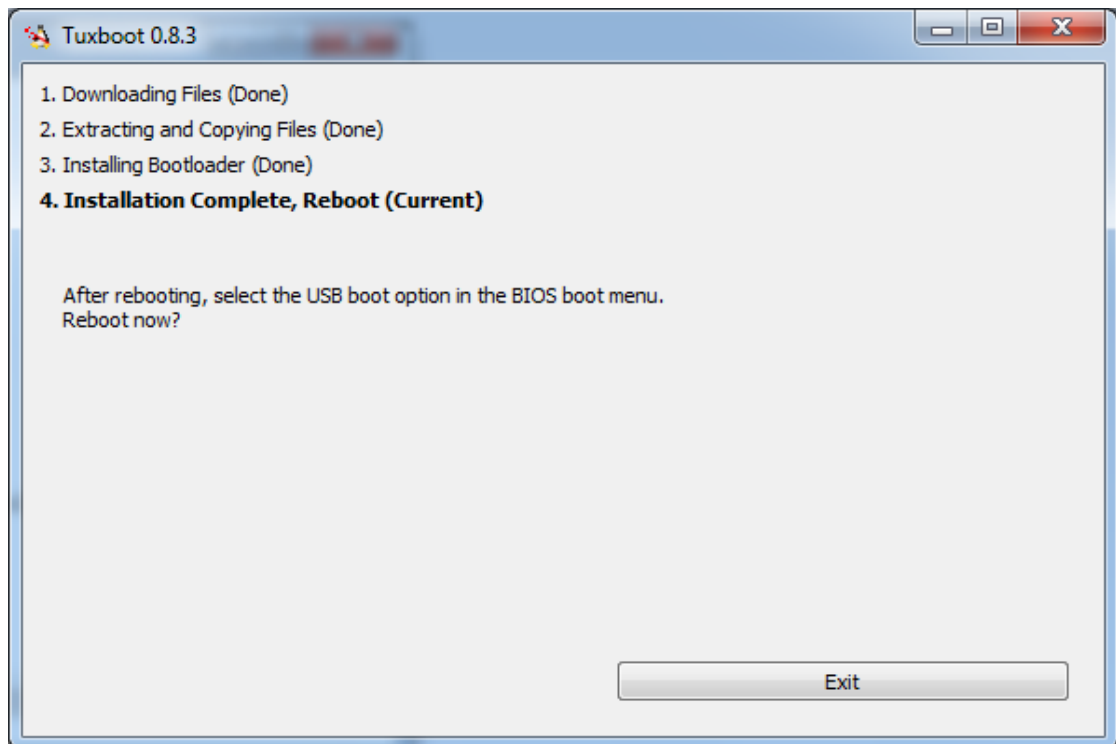 Tuxboot 0.8.3
1. Downloading Files (Done)
2. Extracting and Copying Files (Done)
3. Installing Bootloader (Done)
4. Installation Complete, Reboot (Current)
After rebooting, select the USB boot option in the BIOS boot menu.
Reboot now?
Exit